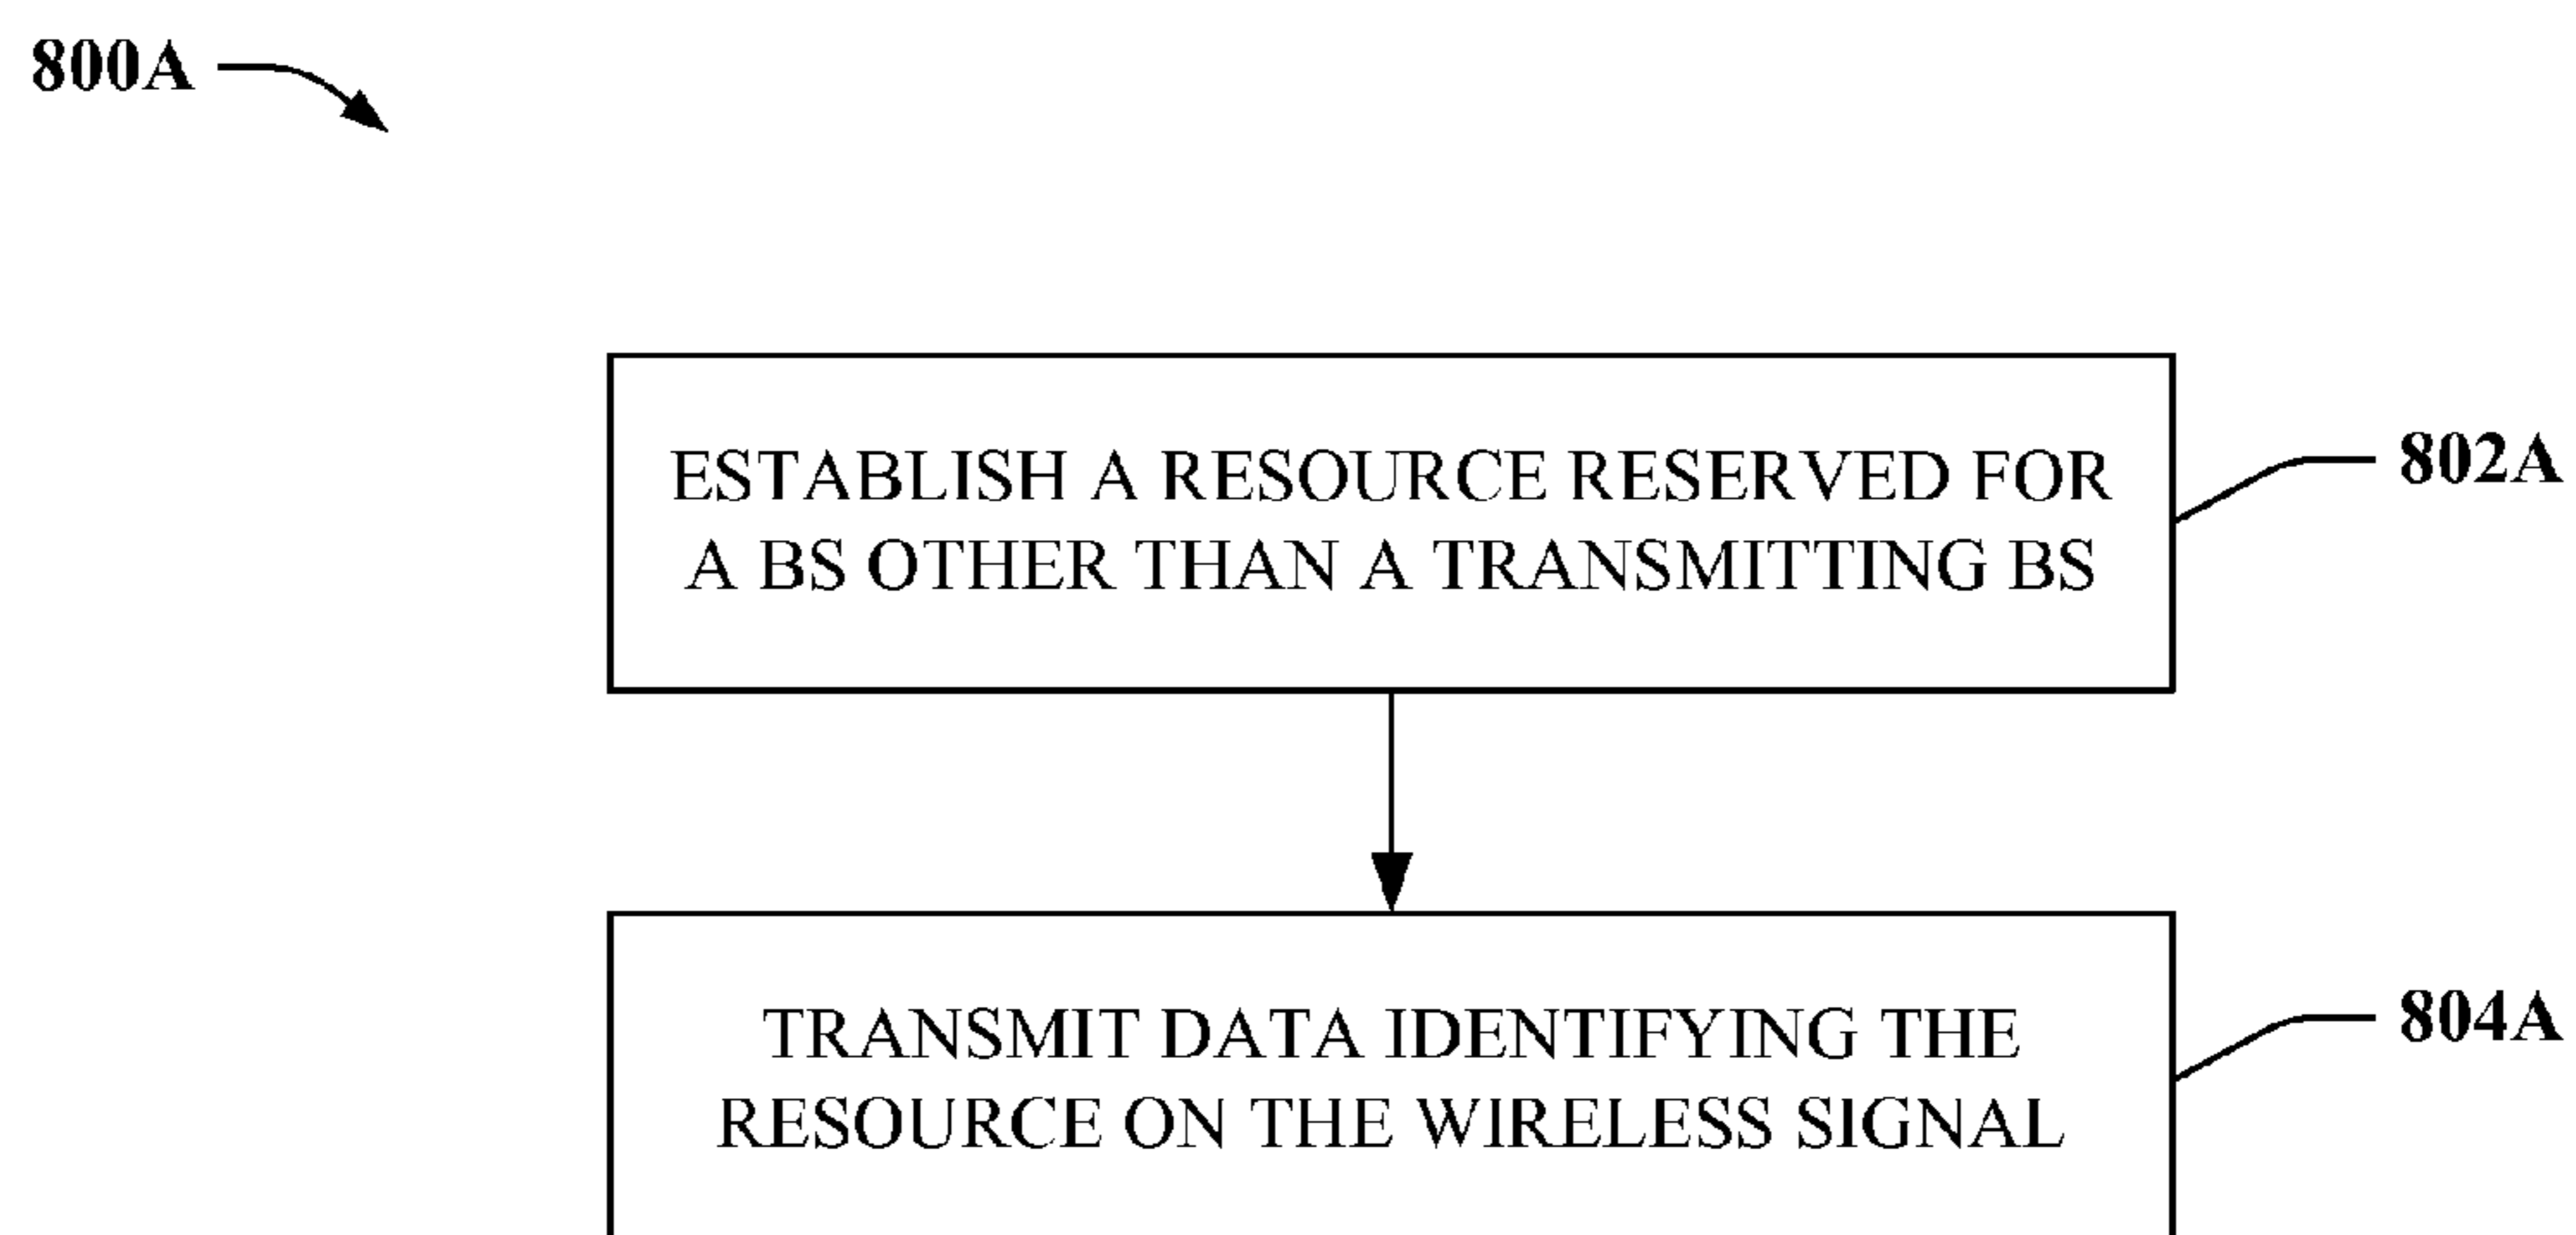 800A
ESTABLISH A RESOURCE RESERVED FOR
A BS OTHER THAN A TRANSMITTING BS
802A
TRANSMIT DATA IDENTIFYING THE
RESOURCE ON THE WIRELESS SIGNAL
804A